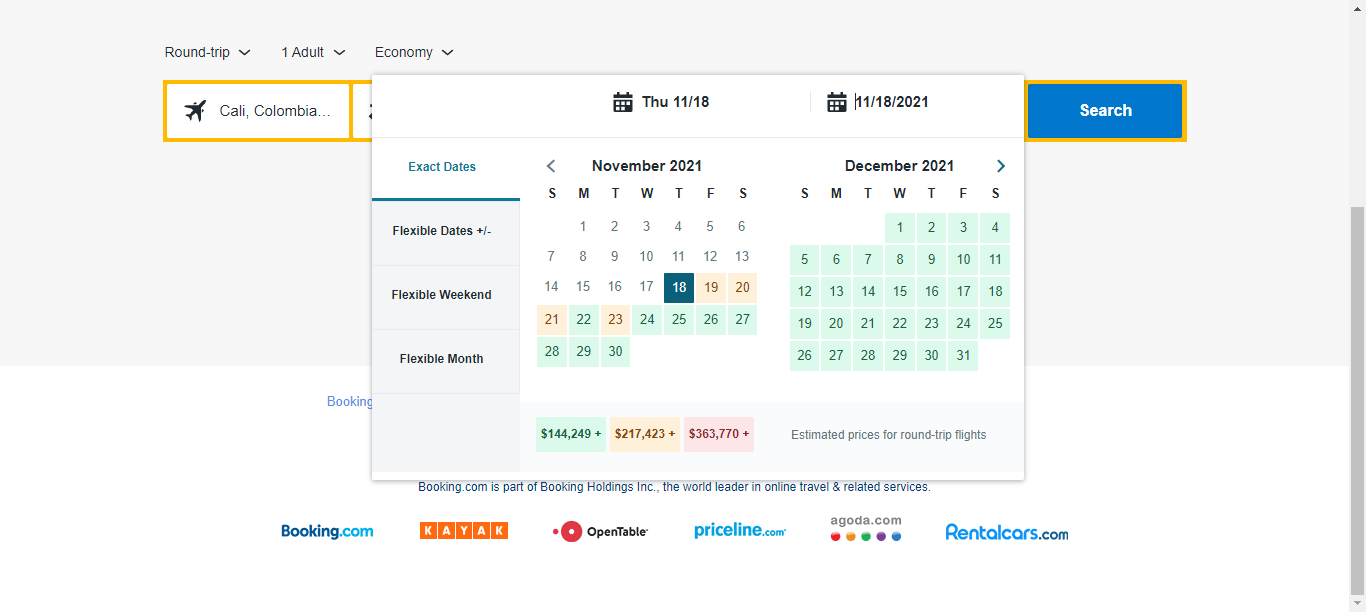 Round-trip 1 Adult Economy
Cali, Colombia…
Thu 11/18 11/18/2021
Search
Exact Dates
Flexible Dates +/-
Flexible Weekend
Flexible Month
November 2021
S M T W T F S
1 2 3 4 5 6
7 8 9 10 11 12 13
14 15 16 17 18 19 20
21 22 23 24 25 26 27
28 29 30
December 2021
S M T W T F S
1 2 3 4
5 6 7 8 9 10 11
12 13 14 15 16 17 18
19 20 21 22 23 24 25
26 27 28 29 30 31
$144,249 + $217,423 + $363,770 +
Estimated prices for round-trip flights
Booking
Booking.com is part of Booking Holdings Inc., the world leader in online travel & related services.
Booking.com KAYAK OpenTable priceline.com agoda.com Rentalcars.com